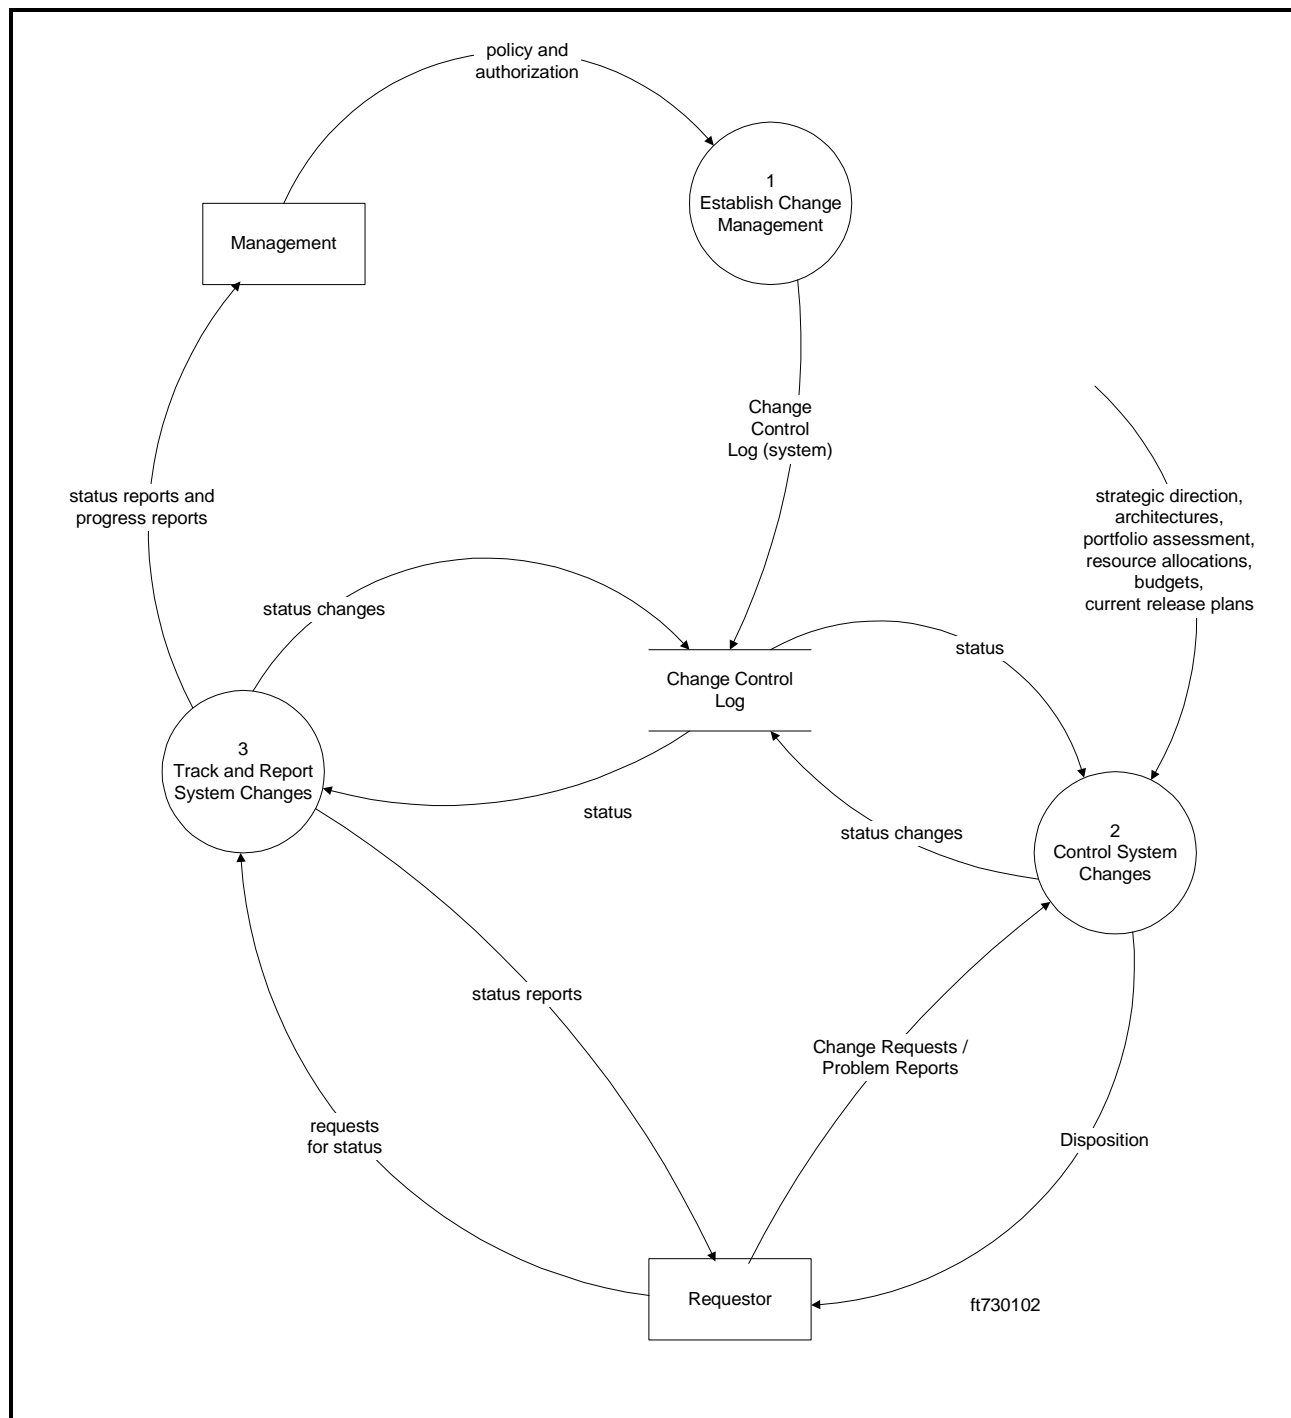 policy and
authorization
1
Establish Change
Management
Management
Change
Control
Log (system)
strategic direction,
architectures,
portfolio assessment,
resource allocations,
budgets,
current release plans
status reports and
progress reports
status changes
status
Change Control
Log
3
Track and Report
System Changes
status
status changes
2
Control System
Changes
status reports
Change Requests /
Problem Reports
requests
for status
Disposition
Requestor
ft730102